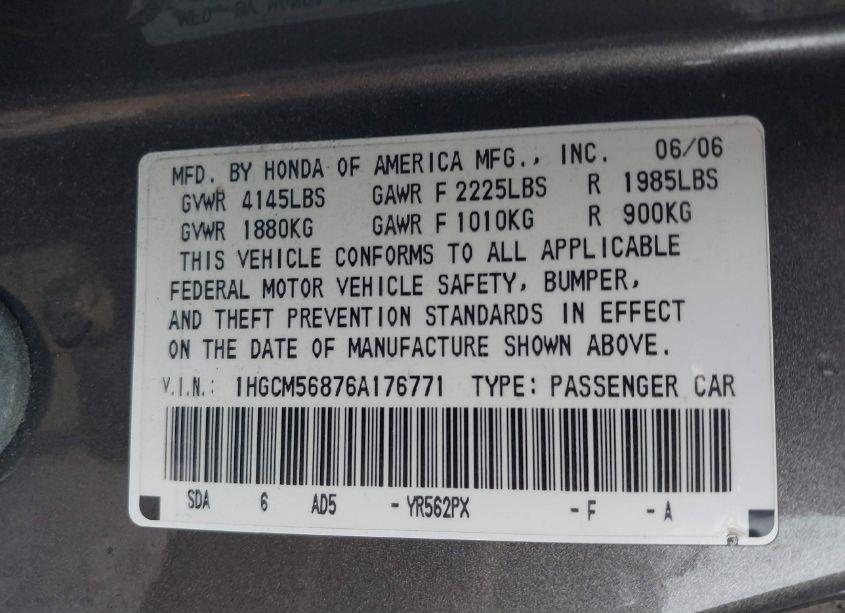 MFD. BY HONDA OF AMERICA MFG., INC. 06/06
GVWR 4145LBS GAWR F 2225LBS R 1985LBS
GVWR 1880KG GAWR F 1010KG R 900KG
THIS VEHICLE CONFORMS TO ALL APPLICABLE
FEDERAL MOTOR VEHICLE SAFETY, BUMPER,
AND THEFT PREVENTION STANDARDS IN EFFECT
ON THE DATE OF MANUFACTURE SHOWN ABOVE.
V.I.N.: 1HGCM56876A176771 TYPE: PASSENGER CAR
SDA 6 AD5 - YR562PX - F - A